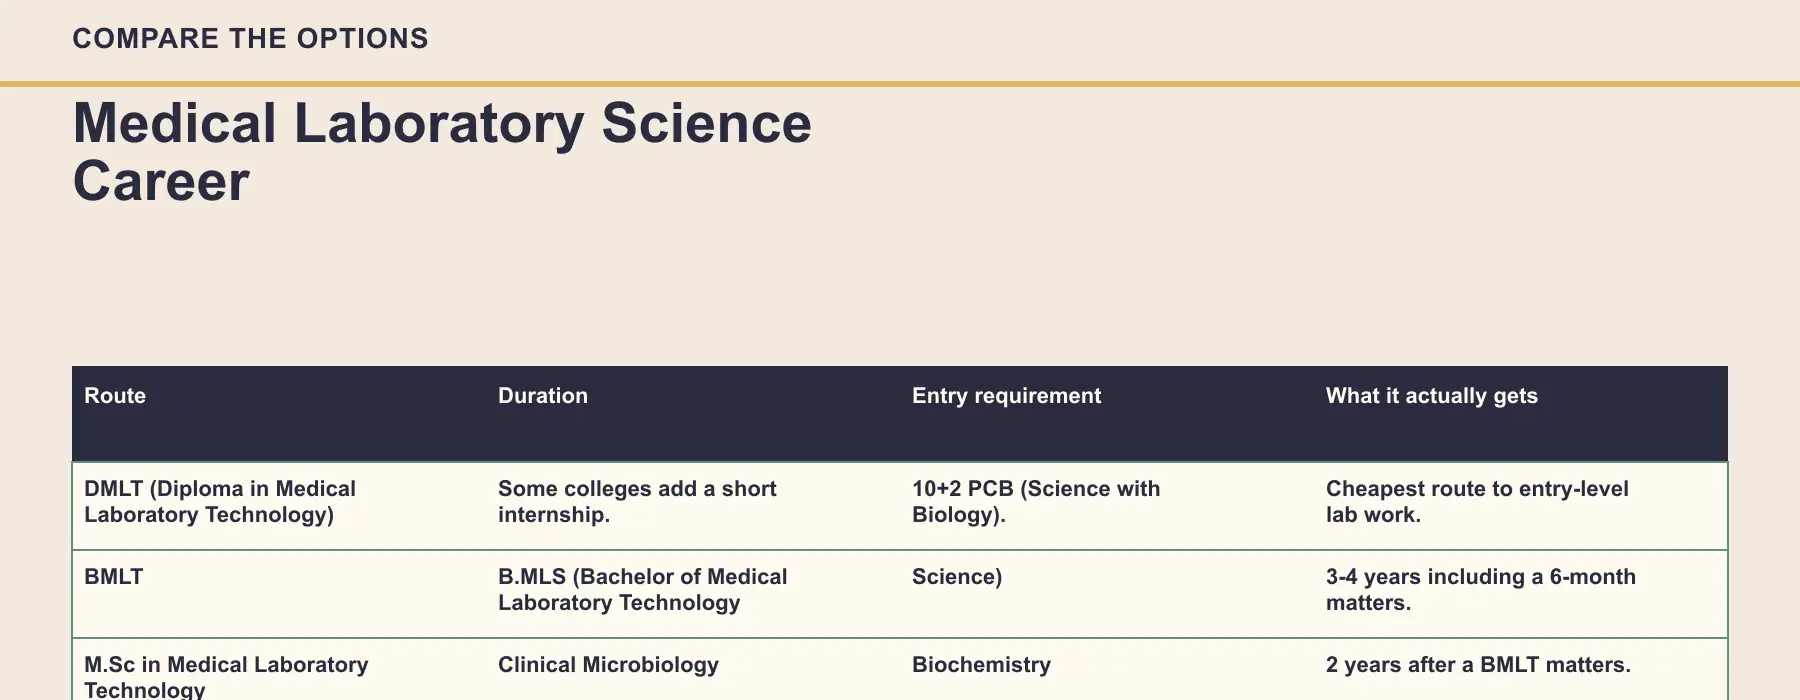 COMPARE THE OPTIONS
Medical Laboratory Science
Career
Route
Duration
Entry requirement
What it actually gets
DMLT (Diploma in Medical
Laboratory Technology)
Some colleges add a short
internship.
10+2 PCB (Science with
Biology).
Cheapest route to entry-level
lab work.
BMLT
B.MLS (Bachelor of Medical
Laboratory Technology
Science)
3-4 years including a 6-month
matters.
M.Sc in Medical Laboratory
Technology
Clinical Microbiology
Biochemistry
2 years after a BMLT matters.